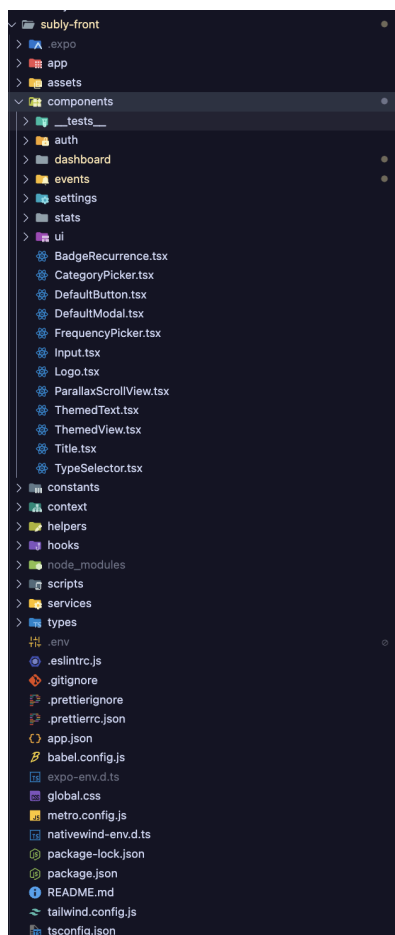 subly-front
.expo
app
assets
components
__tests__
auth
dashboard
events
settings
stats
ui
BadgeRecurrence.tsx
CategoryPicker.tsx
DefaultButton.tsx
DefaultModal.tsx
FrequencyPicker.tsx
Input.tsx
Logo.tsx
ParallaxScrollView.tsx
ThemedText.tsx
ThemedView.tsx
Title.tsx
TypeSelector.tsx
constants
context
helpers
hooks
node_modules
scripts
services
types
.env
.eslintrc.js
.gitignore
.prettierignore
.prettierrc.json
app.json
babel.config.js
expo-env.d.ts
global.css
metro.config.js
nativewind-env.d.ts
package-lock.json
package.json
README.md
tailwind.config.js
tsconfig.json